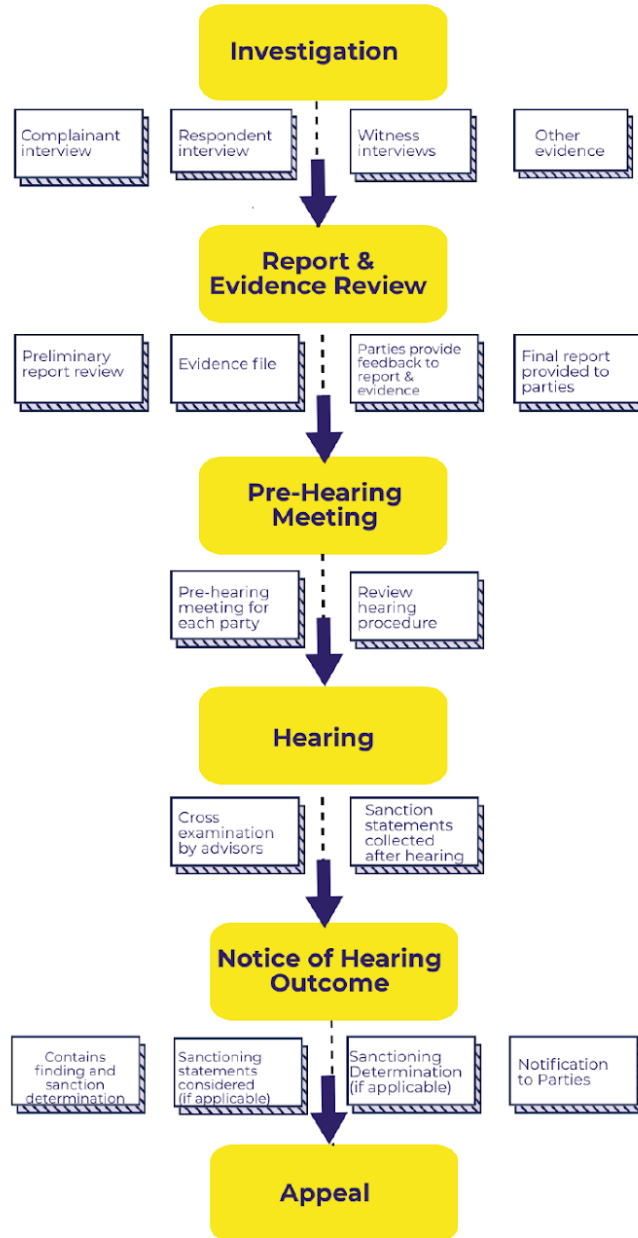 Investigation
Complainant
interview
Respondent
interview
Witness
interviews
Other
evidence
Report &
Evidence Review
Preliminary
report review
Evidence file
Parties provide
feedback to
report &
evidence
Final report
provided to
parties
Pre-Hearing
Meeting
Pre-hearing
meeting for
each party
Review
hearing
procedure
Hearing
Cross
examination
by advisors
Sanction
statements
collected
after hearing
Notice of Hearing
Outcome
Contains
finding and
sanction
determination
Sanctioning
statements
considered
(if applicable)
Sanctioning
Determination
(if applicable)
Notification
to Parties
Appeal